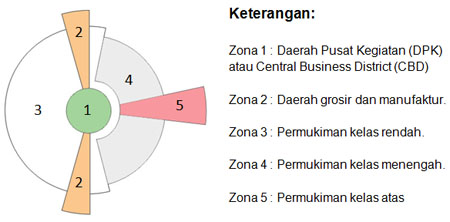 2
3
1
4
5
2
Keterangan:
Zona 1 : Daerah Pusat Kegiatan (DPK)
atau Central Business District (CBD)
Zona 2 : Daerah grosir dan manufaktur.
Zona 3 : Permukiman kelas rendah.
Zona 4 : Permukiman kelas menengah.
Zona 5 : Permukiman kelas atas